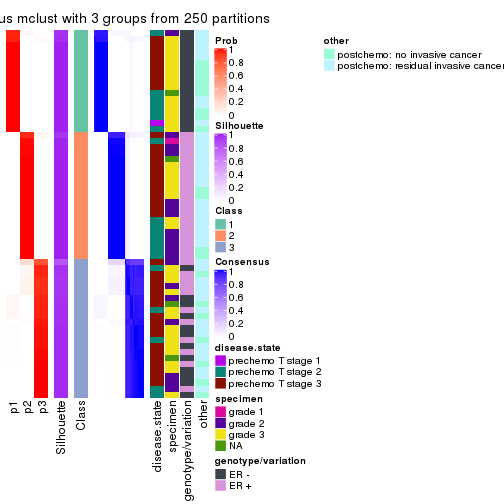 us mclust with 3 groups from 250 partitions
Prob
1
0.8
0.6
0.4
0.2
0
Silhouette
1
0.8
0.6
0.4
0.2
0
Class
1
2
3
Consensus
1
0.8
0.6
0.4
0.2
0
disease.state
prechemo T stage 1
prechemo T stage 2
prechemo T stage 3
specimen
grade 1
grade 2
grade 3
NA
genotype/variation
ER -
ER +
other
postchemo: no invasive cancer
postchemo: residual invasive cancer
p1
p2
p3
Silhouette
Class
disease.state
specimen
genotype/variation
other